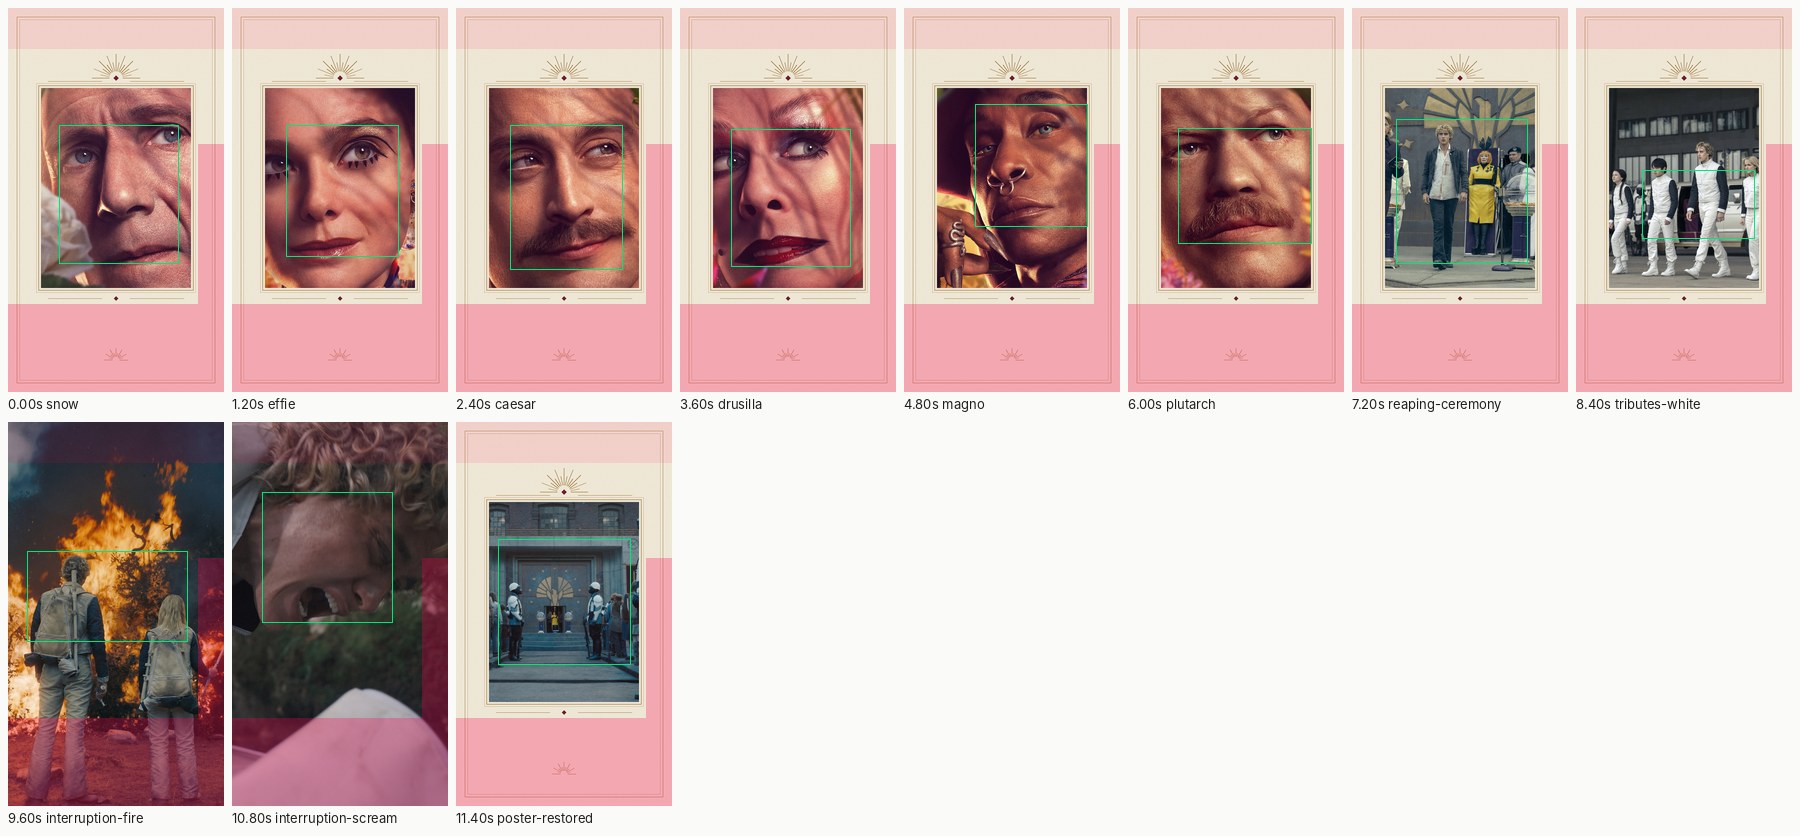 0.00s snow
1.20s effie
2.40s caesar
3.60s drusilla
4.80s magno
6.00s plutarch
7.20s reaping-ceremony
8.40s tributes-white
9.60s interruption-fire
10.80s interruption-scream
11.40s poster-restored